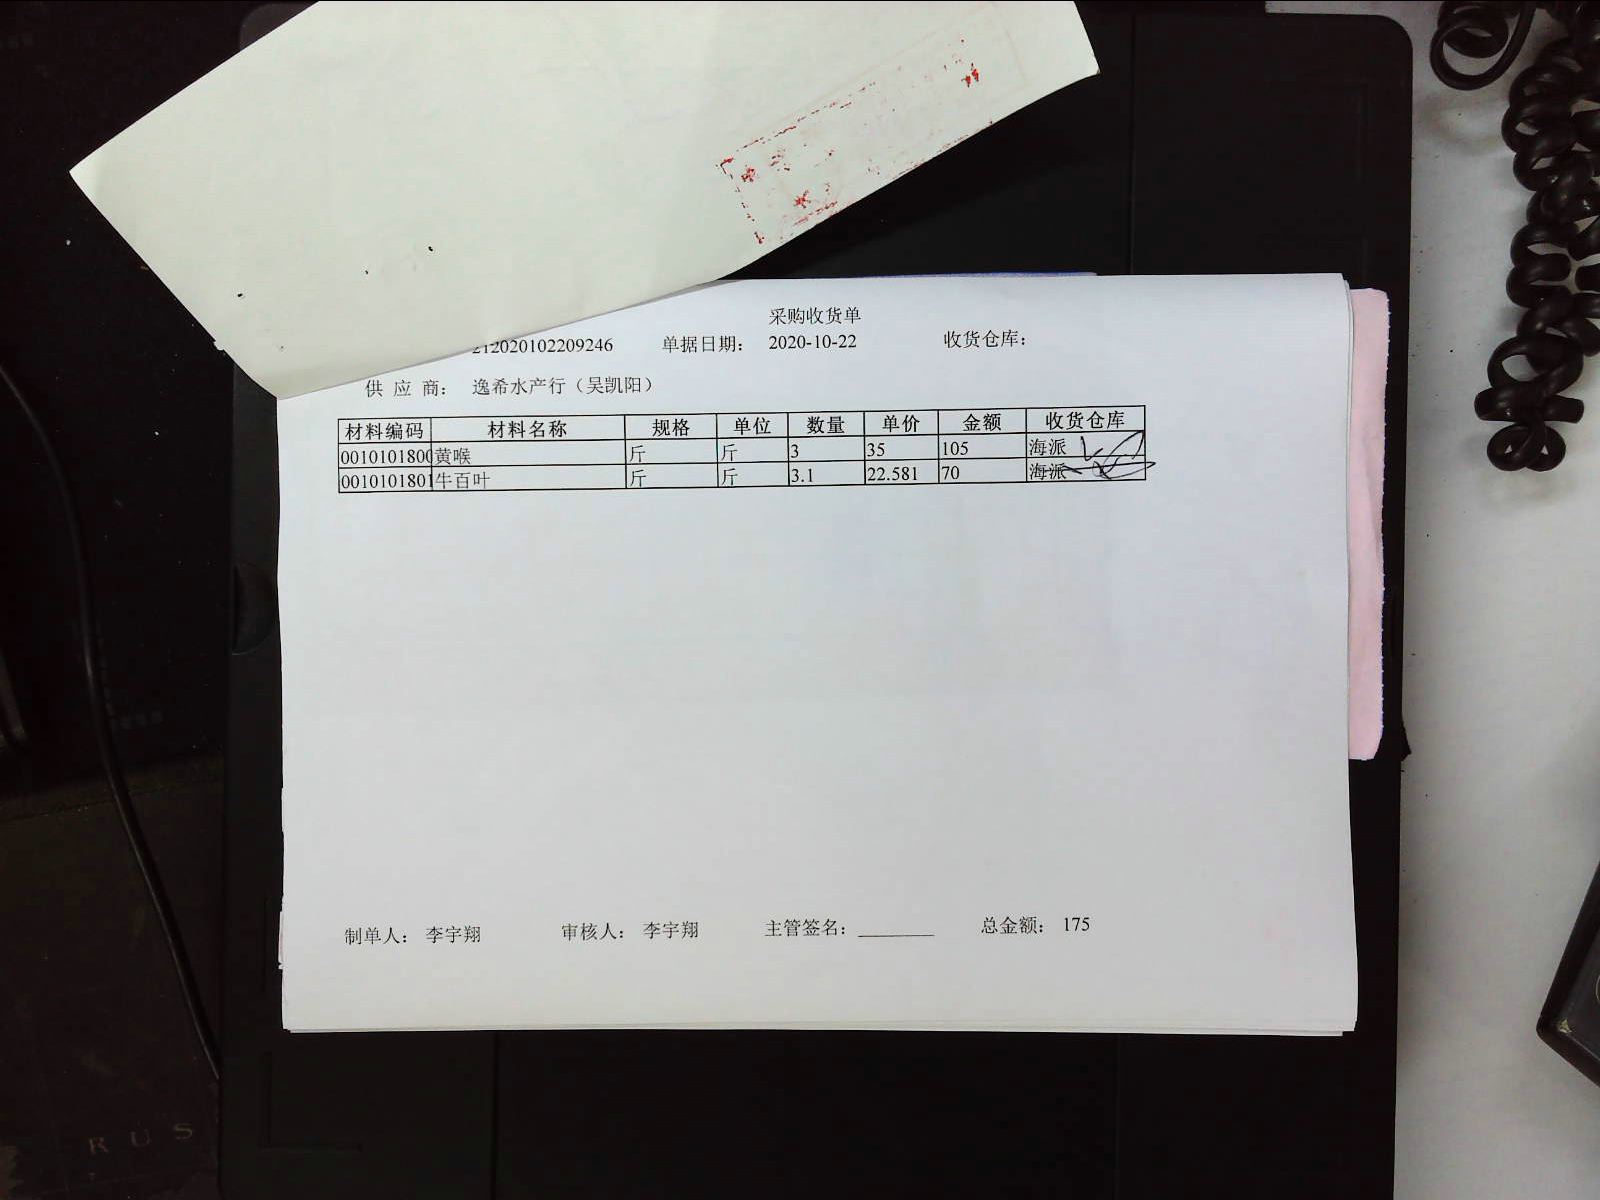 采购收货单
212020102209246 单据日期: 2020-10-22 收货仓库:
供 应 商: 逸希水产行（吴凯阳）
材料编码 材料名称 规格 单位 数量 单价 金额 收货仓库
0010101800 黄喉 斤 斤 3 35 105 海派
0010101801 牛百叶 斤 斤 3.1 22.581 70 海派
制单人: 李宇翔 审核人: 李宇翔 主管签名: ________ 总金额: 175
R U S